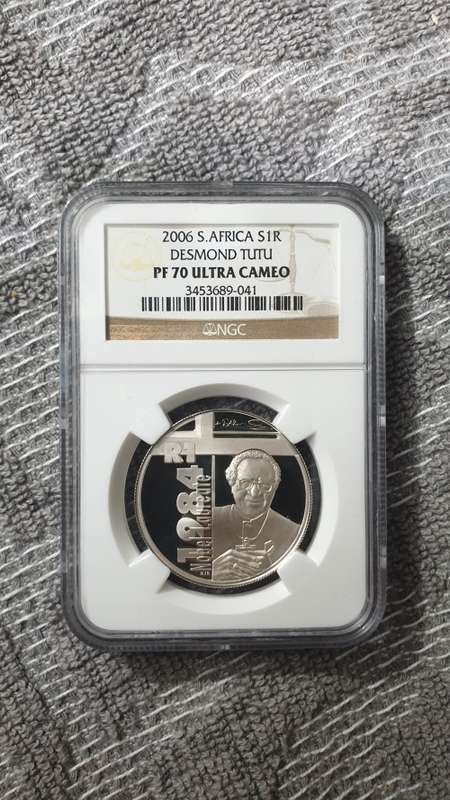 2006 S.AFRICA S1R
DESMOND TUTU
PF 70 ULTRA CAMEO
3453689-041
NGC
R1
1984
Nobel Laureate